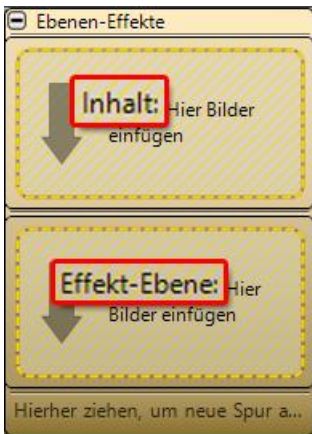 Ebenen-Effekte
Inhalt: Hier Bilder
einfügen
Effekt-Ebene: Hier
Bilder einfügen
Hierher ziehen, um neue Spur a...